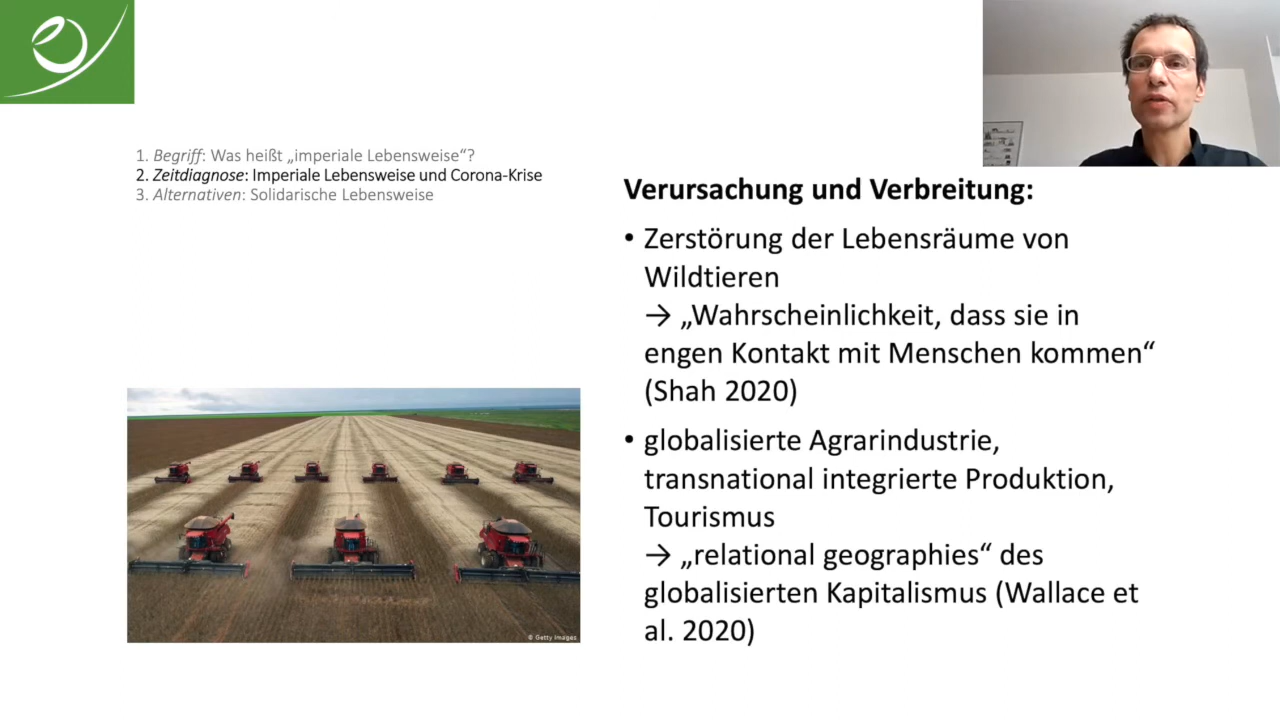 1. Begriff: Was heißt „imperiale Lebensweise“?
2. Zeitdiagnose: Imperiale Lebensweise und Corona-Krise
3. Alternativen: Solidarische Lebensweise
Verursachung und Verbreitung:
• Zerstörung der Lebensräume von
Wildtieren
→ „Wahrscheinlichkeit, dass sie in
engen Kontakt mit Menschen kommen“
(Shah 2020)
• globalisierte Agrarindustrie,
transnational integrierte Produktion,
Tourismus
→ „relational geographies“ des
globalisierten Kapitalismus (Wallace et
al. 2020)
© Getty Images